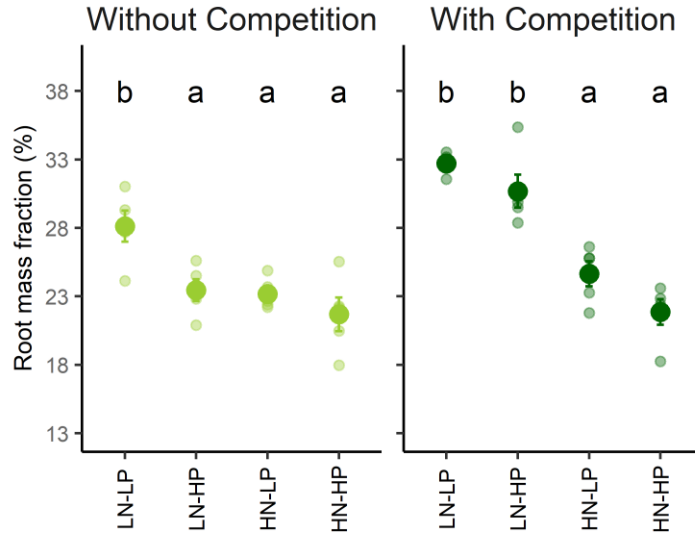 Without Competition
With Competition
b a a a
b b a a
Root mass fraction (%)
38
33
28
23
18
13
LN-LP
LN-HP
HN-LP
HN-HP
LN-LP
LN-HP
HN-LP
HN-HP